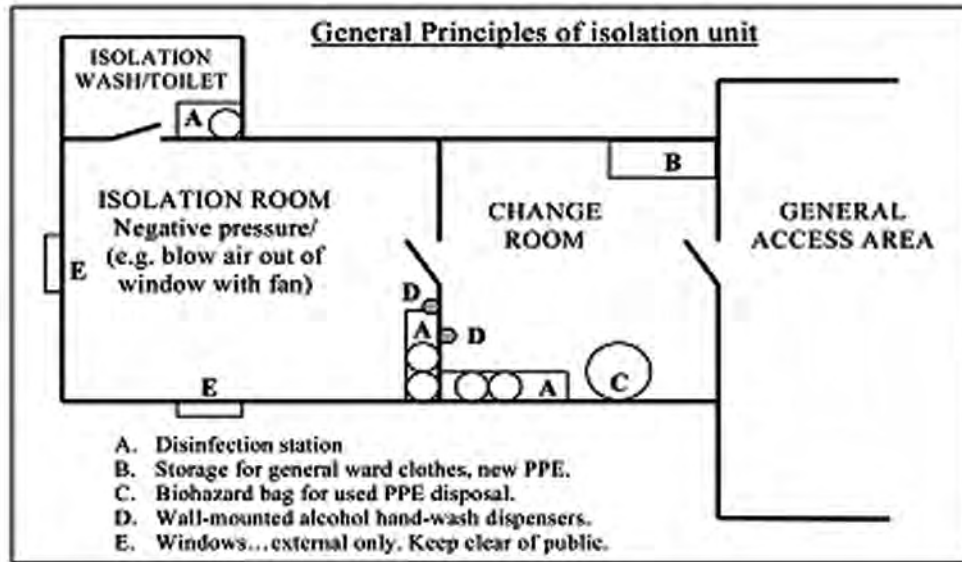 General Principles of isolation unit
ISOLATION
WASH/TOILET
A
B
ISOLATION ROOM
Negative pressure/
(e.g. blow air out of
window with fan)
E
CHANGE
ROOM
GENERAL
ACCESS AREA
D
A
D
A
C
E
A. Disinfection station
B. Storage for general ward clothes, new PPE.
C. Biohazard bag for used PPE disposal.
D. Wall-mounted alcohol hand-wash dispensers.
E. Windows...external only. Keep clear of public.